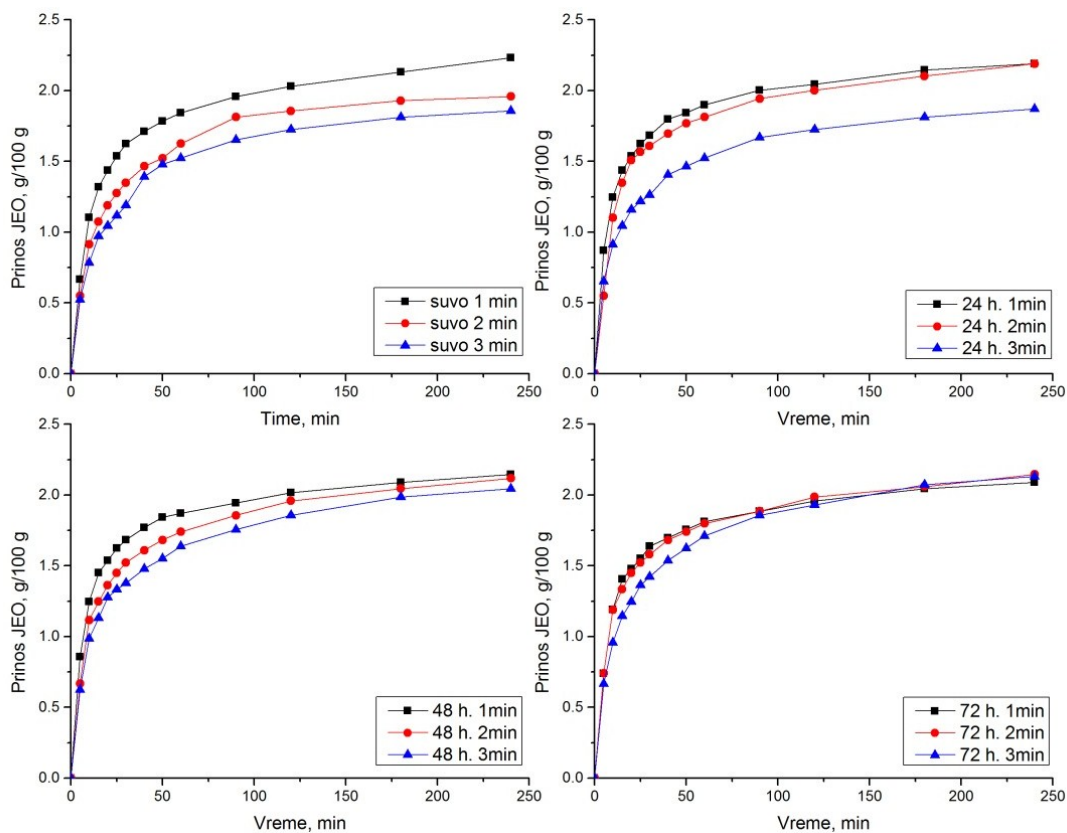 2.5
2.0
1.5
1.0
0.5
0.0
Prinos JEO, g/100 g
0 50 100 150 200 250
Time, min
suvo 1 min
suvo 2 min
suvo 3 min
2.5
2.0
1.5
1.0
0.5
0.0
Prinos JEO, g/100 g
0 50 100 150 200 250
Vreme, min
24 h. 1min
24 h. 2min
24 h. 3min
2.5
2.0
1.5
1.0
0.5
0.0
Prinos JEO, g/100 g
0 50 100 150 200 250
Vreme, min
48 h. 1min
48 h. 2min
48 h. 3min
2.5
2.0
1.5
1.0
0.5
0.0
Prinos JEO, g/100 g
0 50 100 150 200 250
Vreme, min
72 h. 1min
72 h. 2min
72 h. 3min